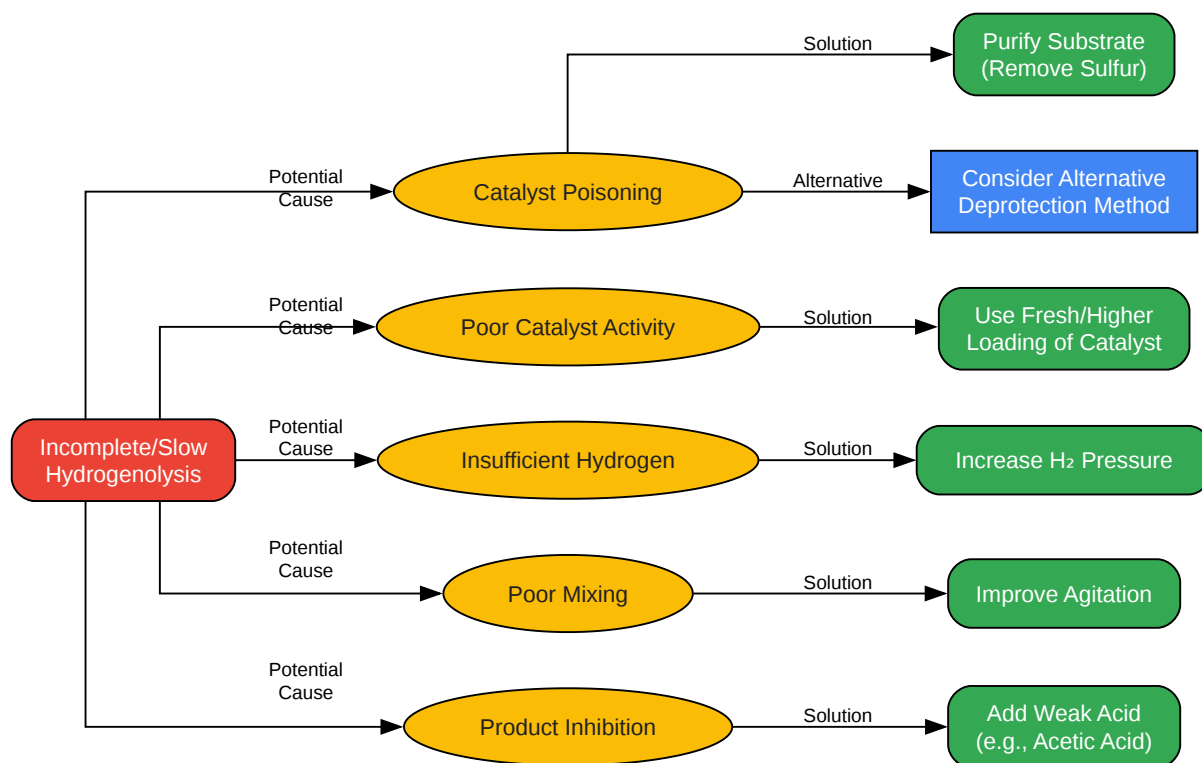 Solution
Purify Substrate
(Remove Sulfur)
Potential
Cause
Catalyst Poisoning
Alternative
Consider Alternative
Deprotection Method
Potential
Cause
Poor Catalyst Activity
Solution
Use Fresh/Higher
Loading of Catalyst
Incomplete/Slow
Hydrogenolysis
Potential
Cause
Insufficient Hydrogen
Solution
Increase H₂ Pressure
Potential
Cause
Poor Mixing
Solution
Improve Agitation
Potential
Cause
Product Inhibition
Solution
Add Weak Acid
(e.g., Acetic Acid)